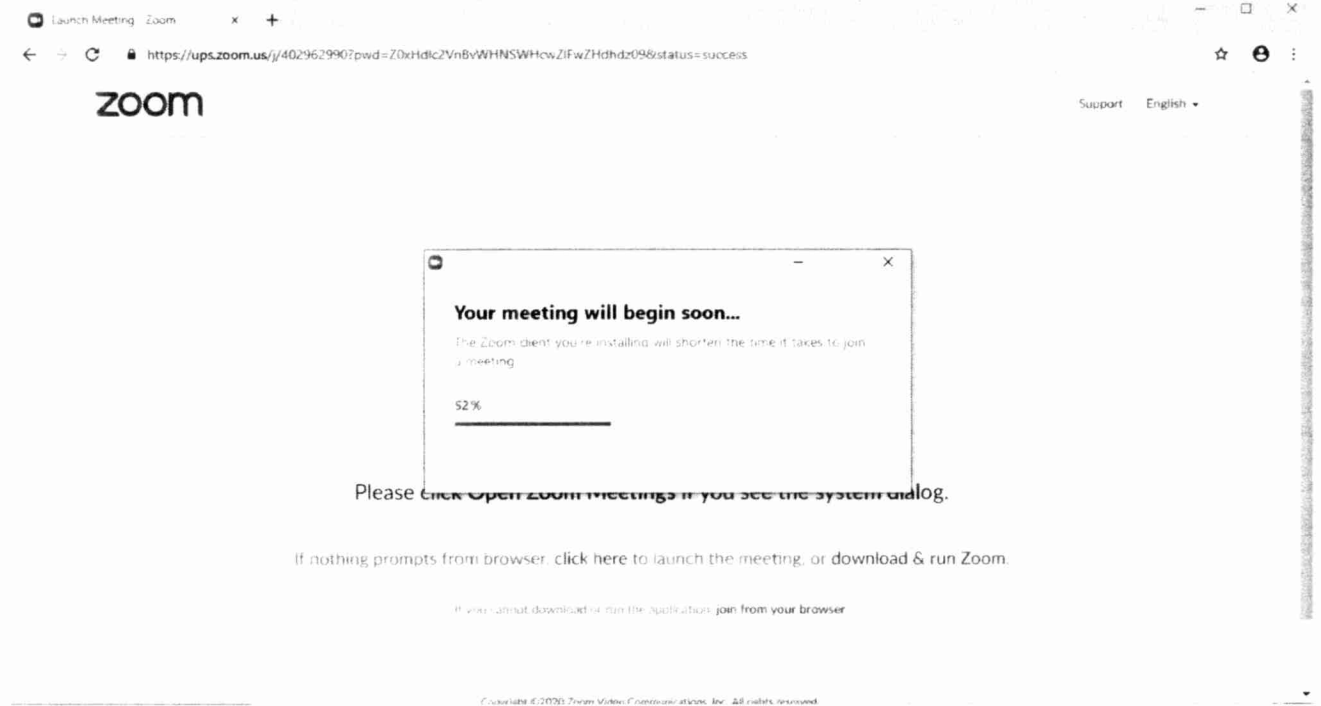 Launch Meeting Zoom
https://ups.zoom.us/j/402962990?pwd=
&status=success
zoom
Support English
Your meeting will begin soon...
The Zoom client you're installing will shorten the time it takes to join
a meeting
52%
Please click Open Zoom Meetings if you see the system dialog.
If nothing prompts from browser, click here to launch the meeting, or download & run Zoom.
If you cannot download or run the application, join from your browser
Copyright ©2020 Zoom Video Communications, Inc. All rights reserved.